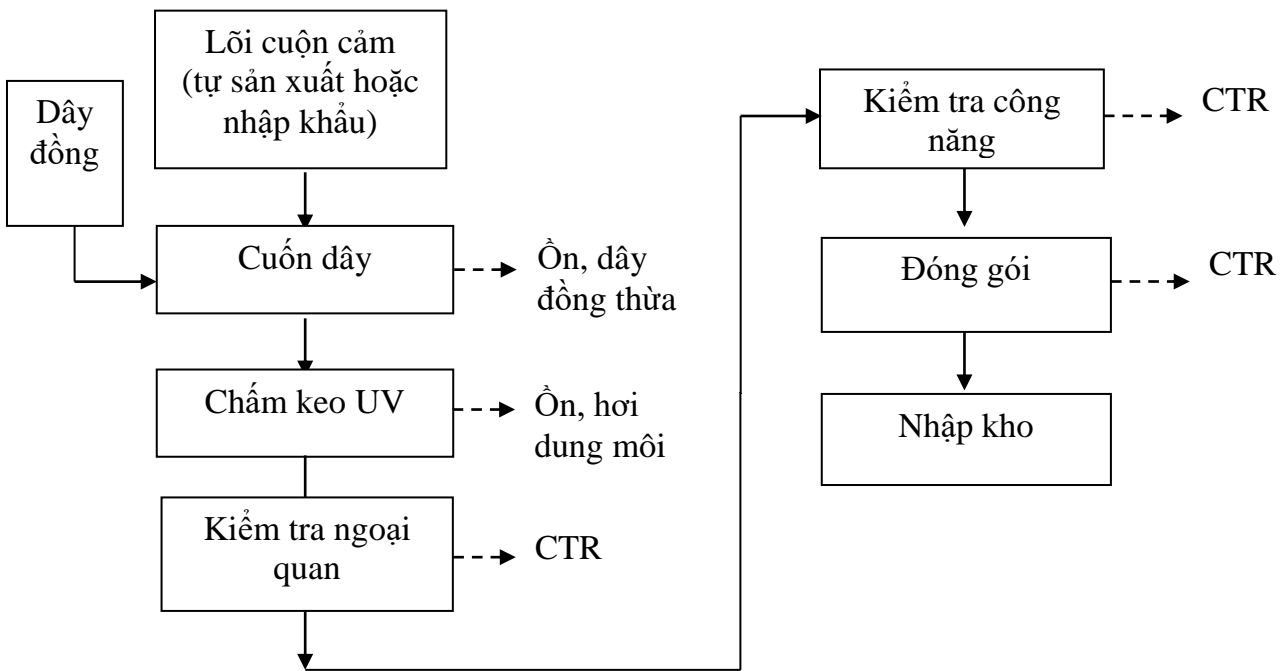 Lõi cuộn cảm
(tự sản xuất hoặc
nhập khẩu)
Dây
đồng
Cuốn dây
Ồn, dây
đồng thừa
Chấm keo UV
Ồn, hơi
dung môi
Kiểm tra ngoại
quan
CTR
Kiểm tra công
năng
CTR
Đóng gói
CTR
Nhập kho